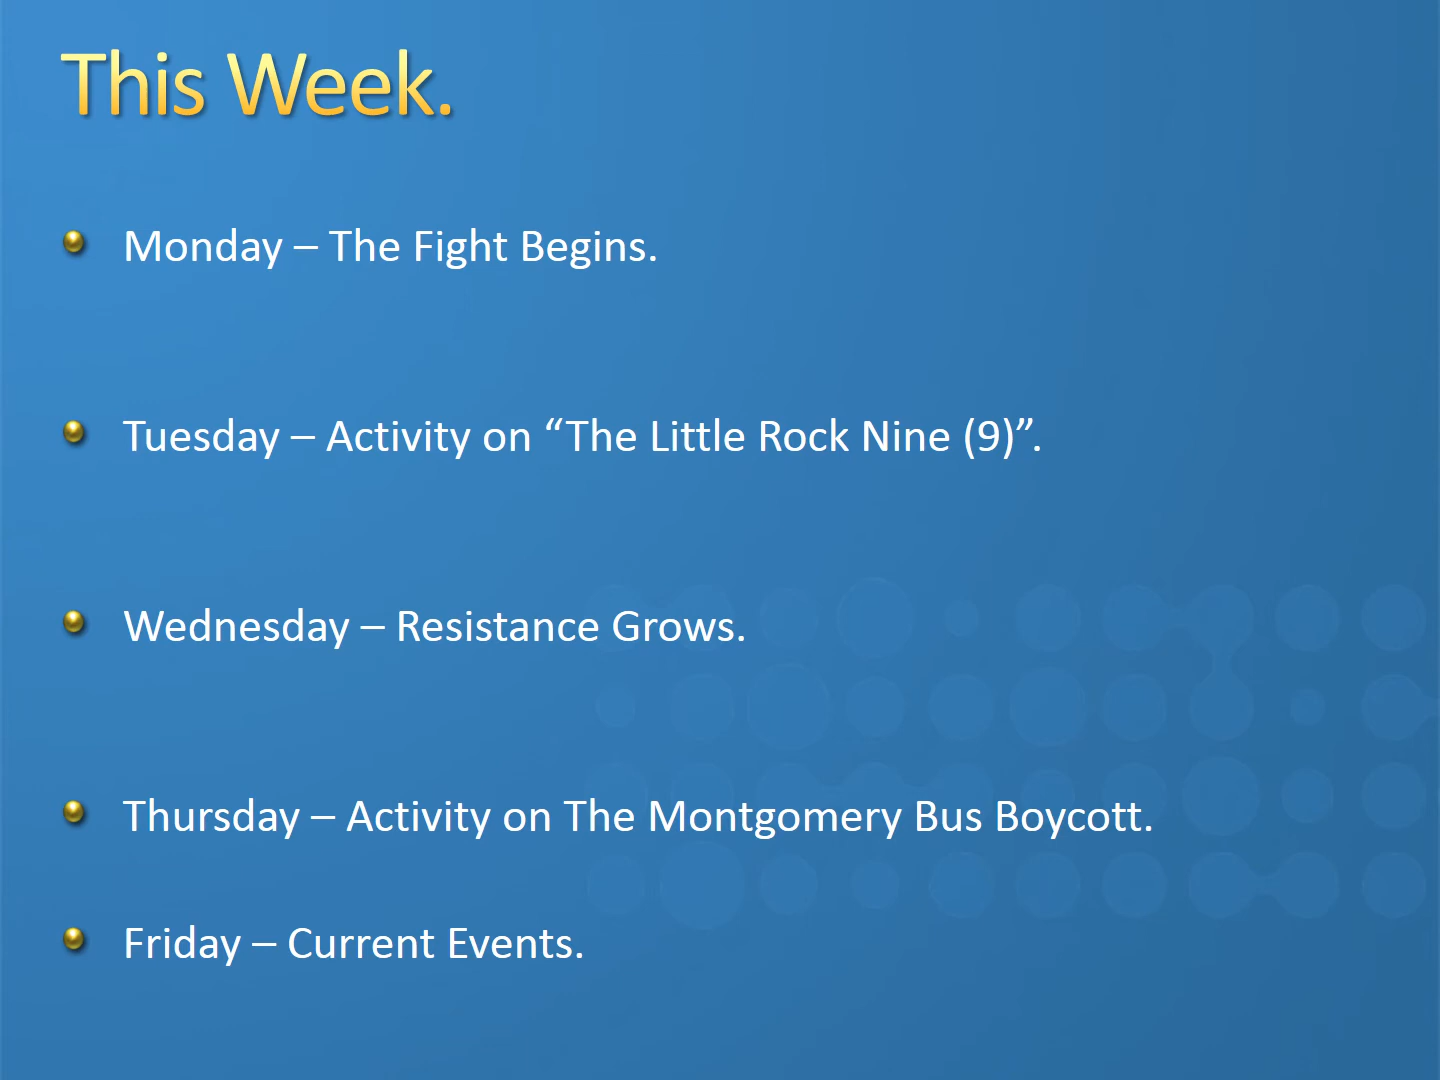 This Week.
Monday – The Fight Begins.
Tuesday – Activity on “The Little Rock Nine (9)”.
Wednesday – Resistance Grows.
Thursday – Activity on The Montgomery Bus Boycott.
Friday – Current Events.